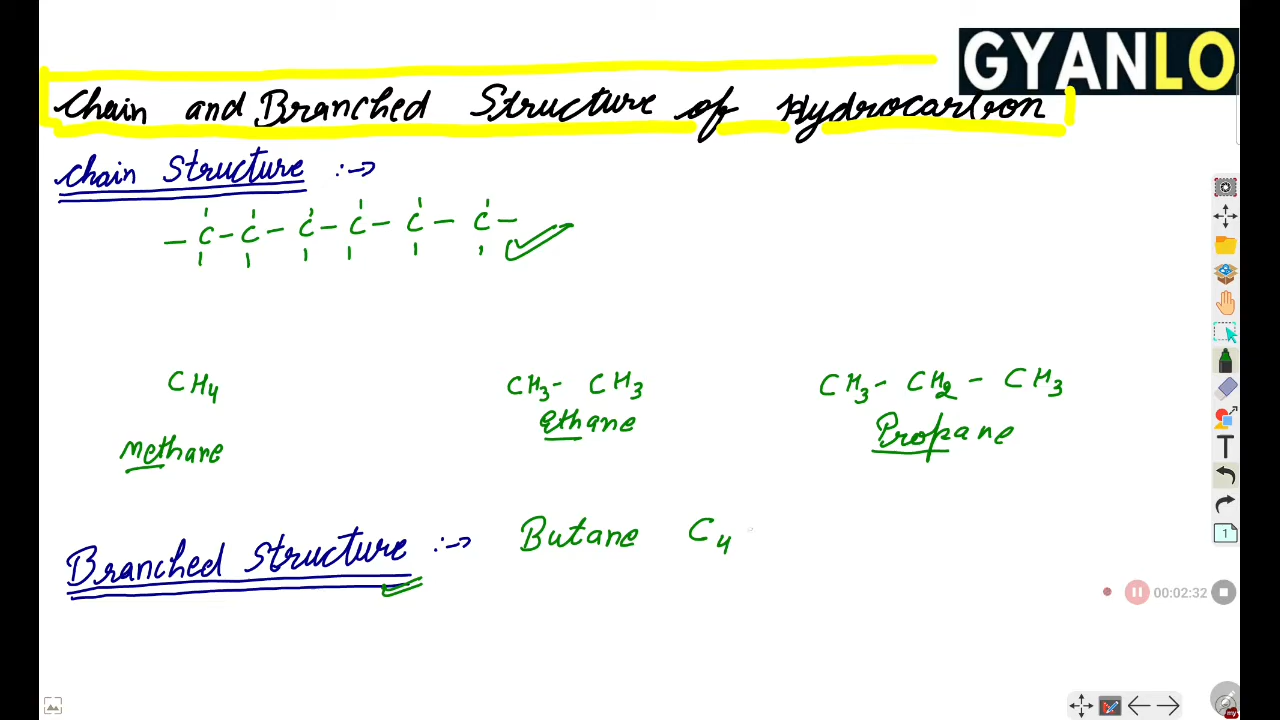 GYANLO
Chain and Branched Structure of Hydrocarbon
Chain Structure :->
- C - C - C - C - C - C -
CH4 CH3 - CH3 CH3 - CH2 - CH3
Methane Ethane Propane
Branched Structure :-> Butane C4
00:02:32